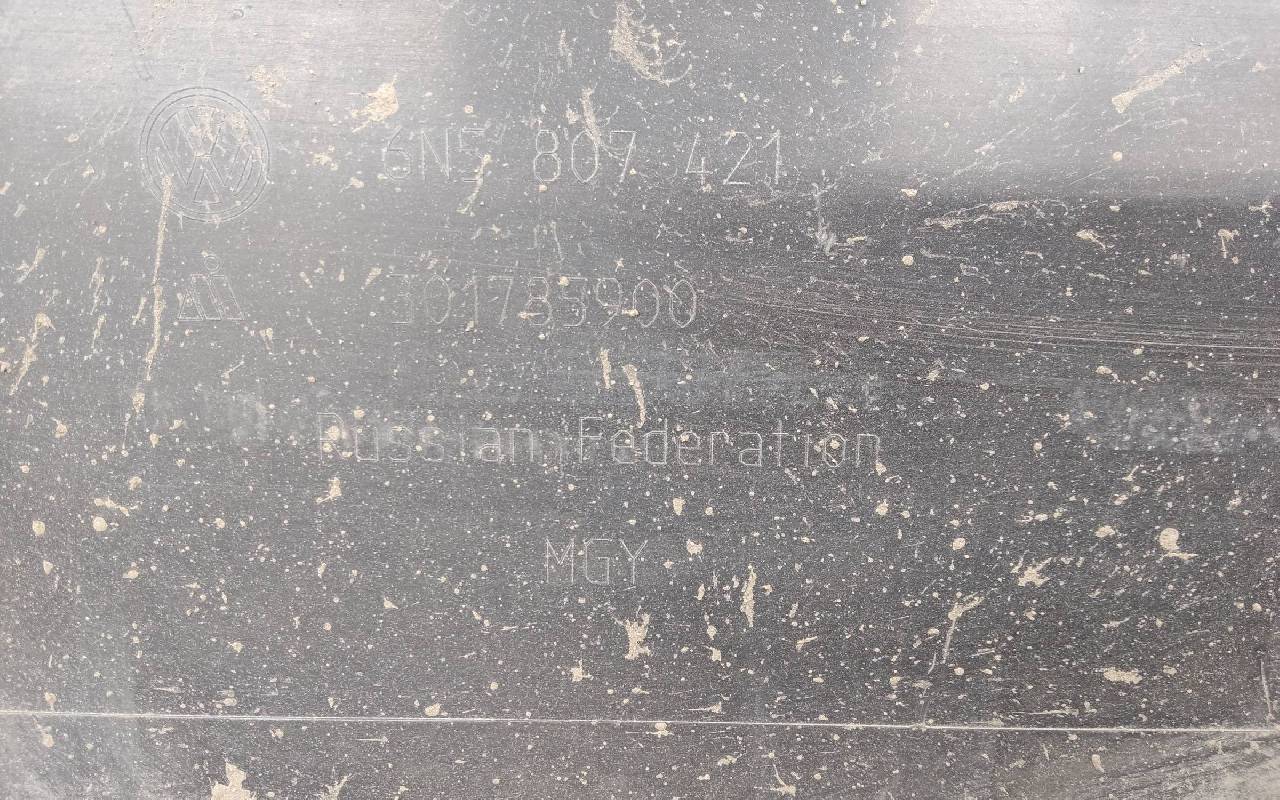 6N5 807 421
301783900
Russian Federation
MGY